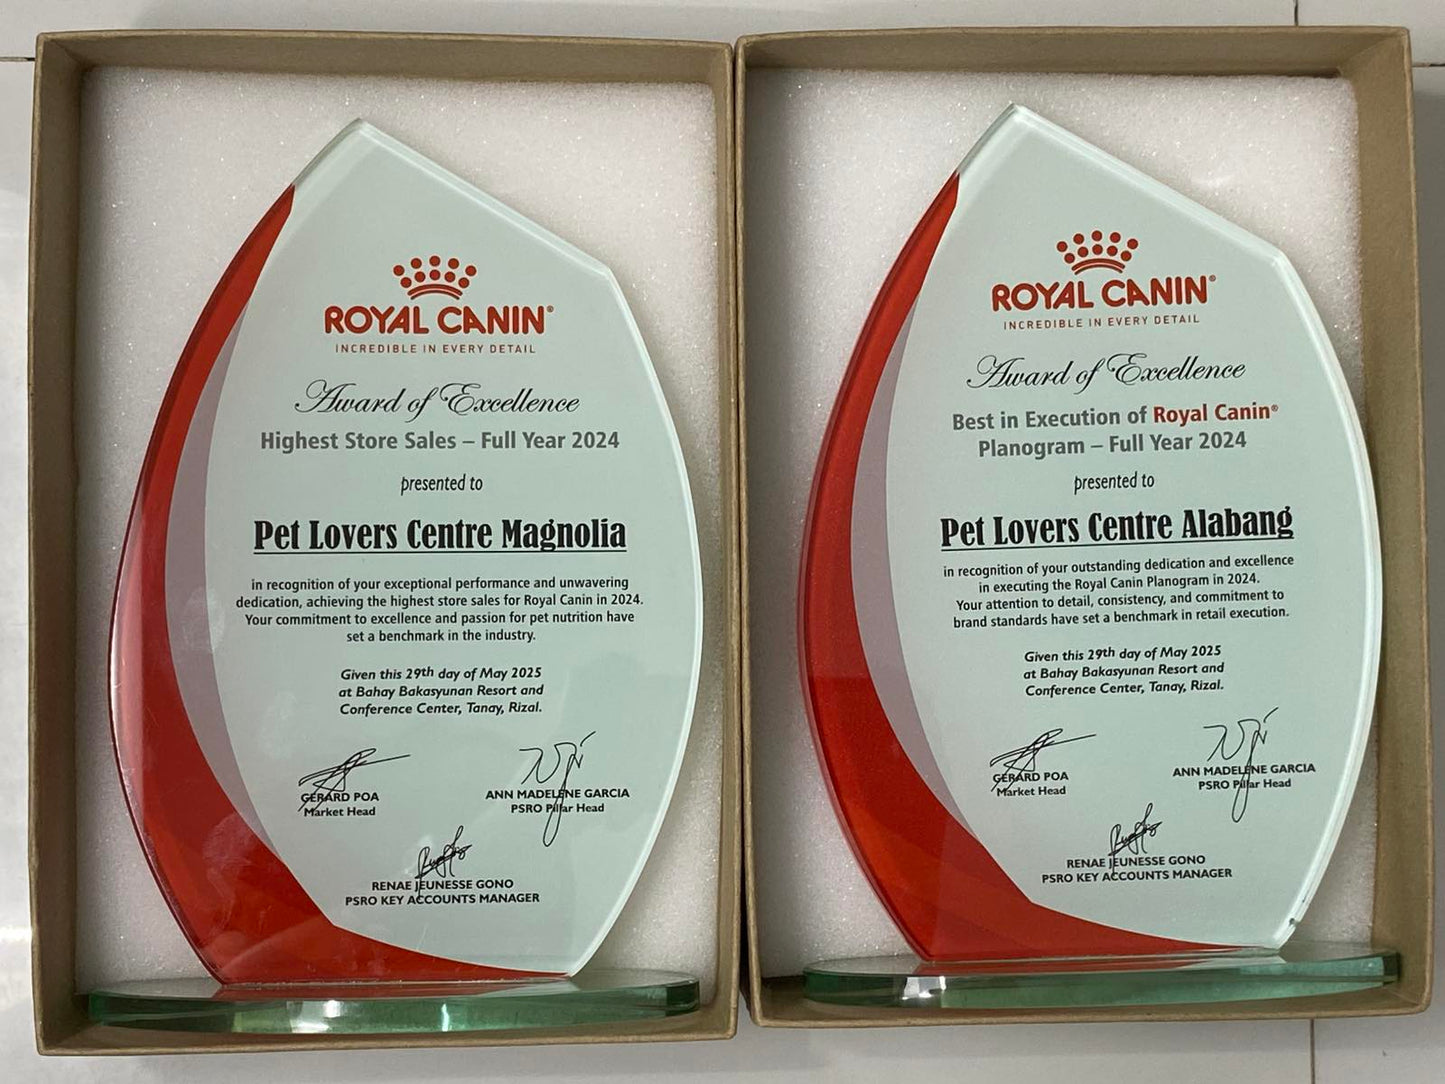 ROYAL CANIN®
INCREDIBLE IN EVERY DETAIL
Award of Excellence
Highest Store Sales – Full Year 2024
presented to
Pet Lovers Centre Magnolia
in recognition of your exceptional performance and unwavering
dedication, achieving the highest store sales for Royal Canin in 2024.
Your commitment to excellence and passion for pet nutrition have
set a benchmark in the industry.
Given this 29th day of May 2025
at Bahay Bakasyunan Resort and
Conference Center, Tanay, Rizal.
GERARD POA
Market Head
ANN MADELENE GARCIA
PSRO Pillar Head
RENAE JEUNESSE GONO
PSRO KEY ACCOUNTS MANAGER
ROYAL CANIN®
INCREDIBLE IN EVERY DETAIL
Award of Excellence
Best in Execution of Royal Canin®
Planogram – Full Year 2024
presented to
Pet Lovers Centre Alabang
in recognition of your outstanding dedication and excellence
in executing the Royal Canin Planogram in 2024.
Your attention to detail, consistency, and commitment to
brand standards have set a benchmark in retail execution.
Given this 29th day of May 2025
at Bahay Bakasyunan Resort and
Conference Center, Tanay, Rizal.
GERARD POA
Market Head
ANN MADELENE GARCIA
PSRO Pillar Head
RENAE JEUNESSE GONO
PSRO KEY ACCOUNTS MANAGER